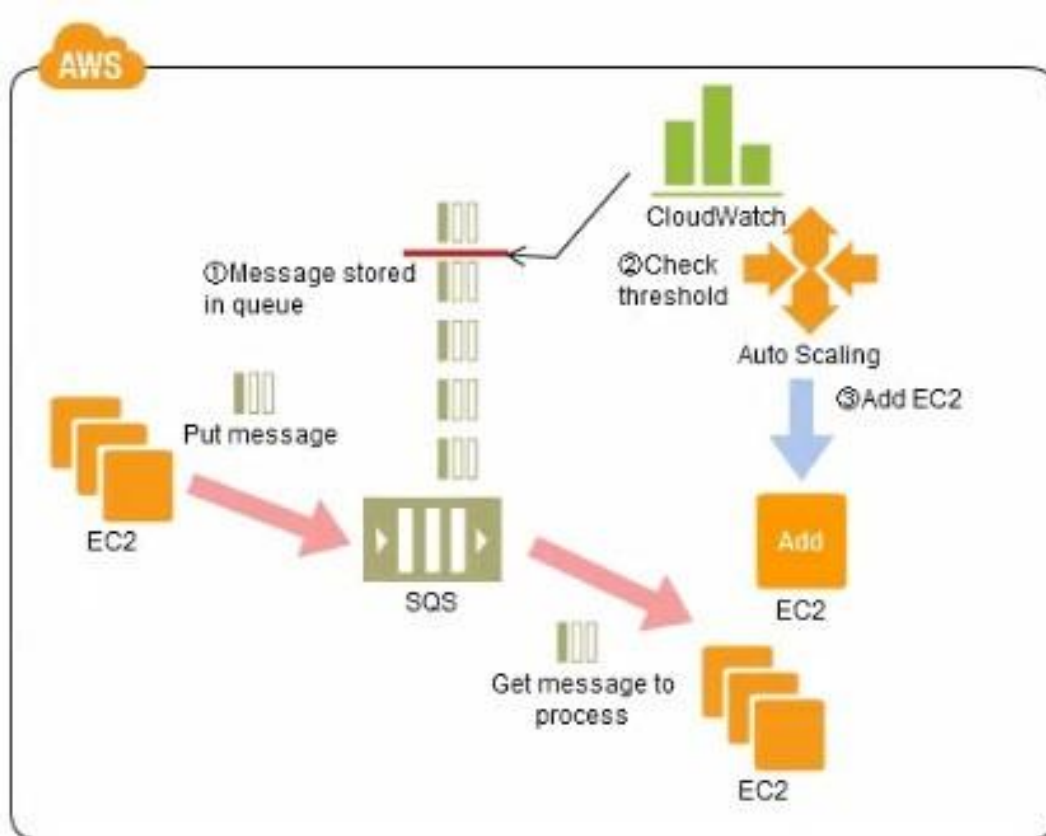 AWS
CloudWatch
①Message stored
in queue
②Check
threshold
Auto Scaling
③Add EC2
Put message
EC2
SQS
Add
EC2
Get message to
process
EC2